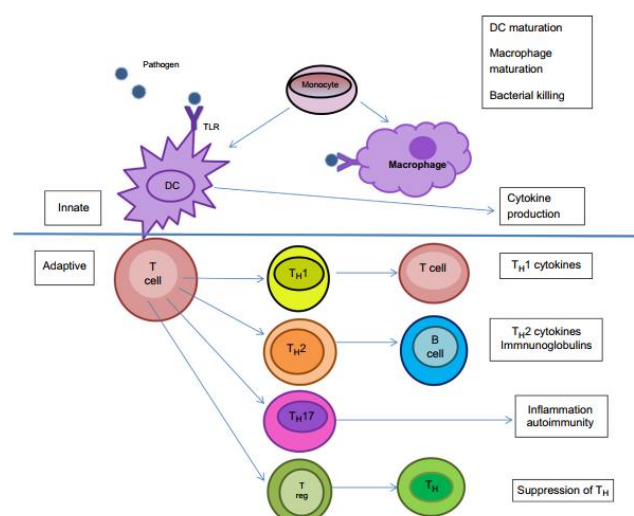 Pathogen
TLR
DC
Monocyte
Macrophage
DC maturation
Macrophage
maturation
Bacterial killing
Innate
Cytokine
production
Adaptive
T
cell
TH1
T cell
TH1 cytokines
TH2
B
cell
TH2 cytokines
Immnunoglobulins
TH17
Inflammation
autoimmunity
T
reg
TH
Suppression of TH